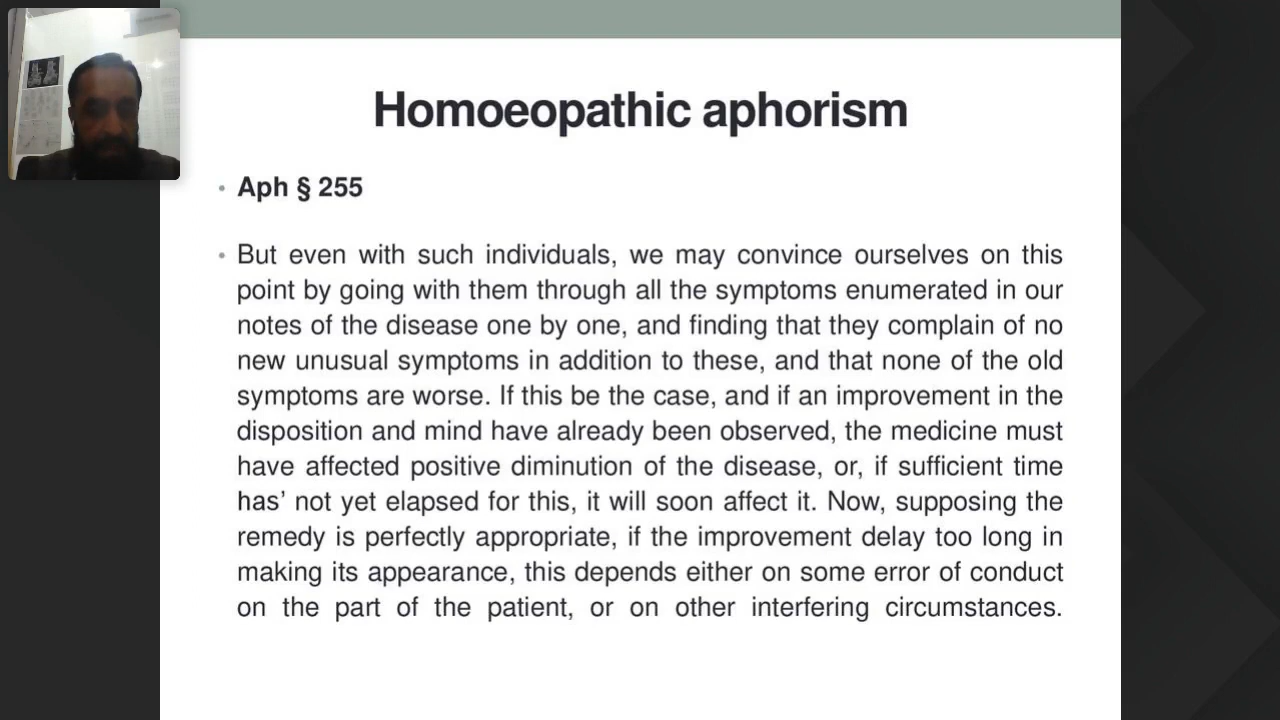 Homoeopathic aphorism
• Aph § 255
• But even with such individuals, we may convince ourselves on this
point by going with them through all the symptoms enumerated in our
notes of the disease one by one, and finding that they complain of no
new unusual symptoms in addition to these, and that none of the old
symptoms are worse. If this be the case, and if an improvement in the
disposition and mind have already been observed, the medicine must
have affected positive diminution of the disease, or, if sufficient time
has’ not yet elapsed for this, it will soon affect it. Now, supposing the
remedy is perfectly appropriate, if the improvement delay too long in
making its appearance, this depends either on some error of conduct
on the part of the patient, or on other interfering circumstances.